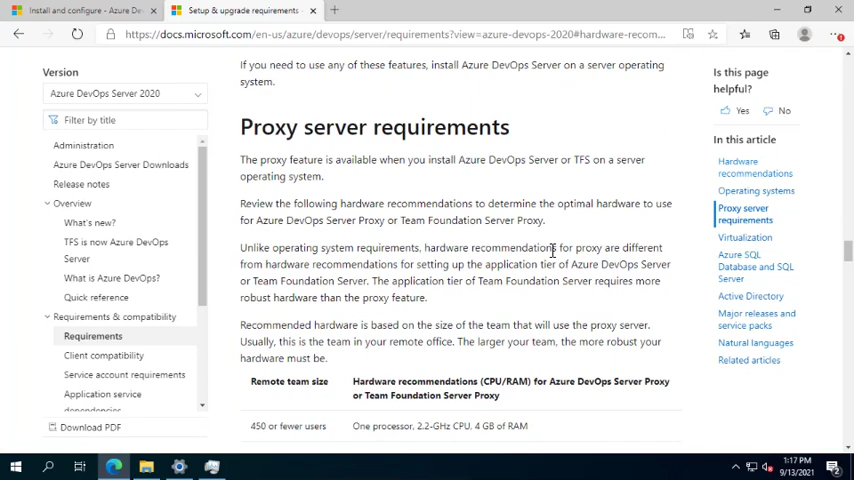 Install and configure - Azure Dev
Setup & upgrade requirements -
https://docs.microsoft.com/en-us/azure/devops/server/requirements?view=azure-devops-2020#hardware-recom...
Version
Azure DevOps Server 2020
Filter by title
Administration
Azure DevOps Server Downloads
Release notes
Overview
What's new?
TFS is now Azure DevOps
Server
What is Azure DevOps?
Quick reference
Requirements & compatibility
Requirements
Client compatibility
Service account requirements
Application service
dependencies
Download PDF
If you need to use any of these features, install Azure DevOps Server on a server operating
system.
Proxy server requirements
The proxy feature is available when you install Azure DevOps Server or TFS on a server
operating system.
Review the following hardware recommendations to determine the optimal hardware to use
for Azure DevOps Server Proxy or Team Foundation Server Proxy.
Unlike operating system requirements, hardware recommendations for proxy are different
from hardware recommendations for setting up the application tier of Azure DevOps Server
or Team Foundation Server. The application tier of Team Foundation Server requires more
robust hardware than the proxy feature.
Recommended hardware is based on the size of the team that will use the proxy server.
Usually, this is the team in your remote office. The larger your team, the more robust your
hardware must be.
Remote team size
Hardware recommendations (CPU/RAM) for Azure DevOps Server Proxy
or Team Foundation Server Proxy
450 or fewer users
One processor, 2.2-GHz CPU, 4 GB of RAM
Is this page
helpful?
Yes
No
In this article
Hardware
recommendations
Operating systems
Proxy server
requirements
Virtualization
Azure SQL
Database and SQL
Server
Active Directory
Major releases and
service packs
Natural languages
Related articles
1:17 PM
9/13/2021
2